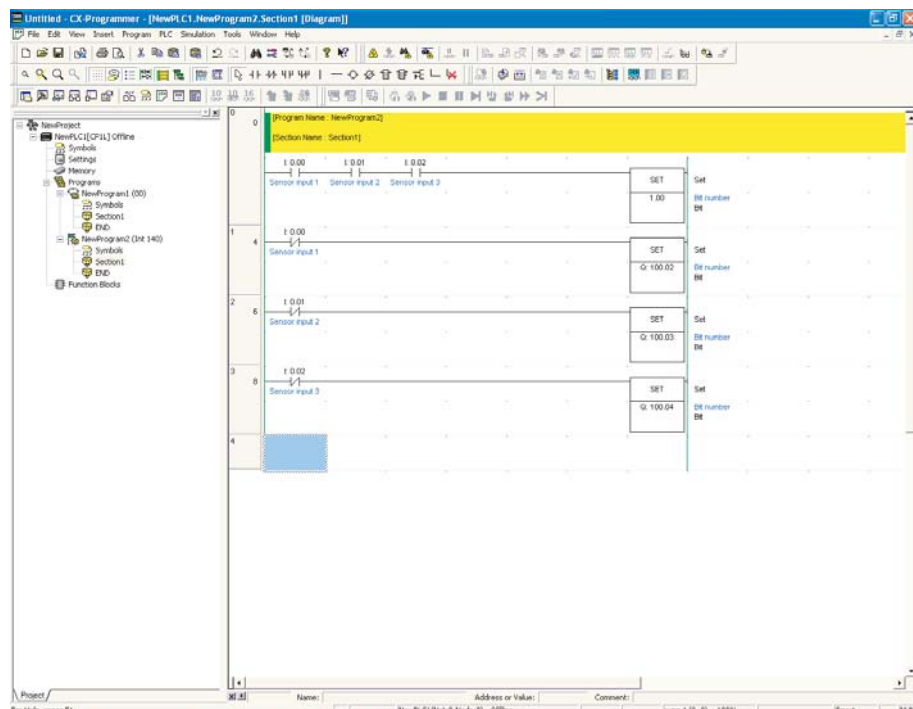 Untitled - CX-Programmer - [NewPLC1.NewProgram2.Section1 [Diagram]]
File Edit View Insert Program PLC Simulation Tools Window Help
NewProject
NewPLC1[CP1L] Offline
Symbols
Settings
Memory
Programs
NewProgram1 (00)
Symbols
Section1
END
NewProgram2 (Int 140)
Symbols
Section1
END
Function Blocks
Project
0
0
[Program Name : NewProgram2]
[Section Name : Section1]
I: 0.00 I: 0.01 I: 0.02
Sensor input 1 Sensor input 2 Sensor input 3
SET Set
1.00 Bit number
Bit
1
4
I: 0.00
Sensor input 1
SET Set
Q: 100.02 Bit number
Bit
2
6
I: 0.01
Sensor input 2
SET Set
Q: 100.03 Bit number
Bit
3
8
I: 0.02
Sensor input 3
SET Set
Q: 100.04 Bit number
Bit
4
Name: Address or Value: Comment: